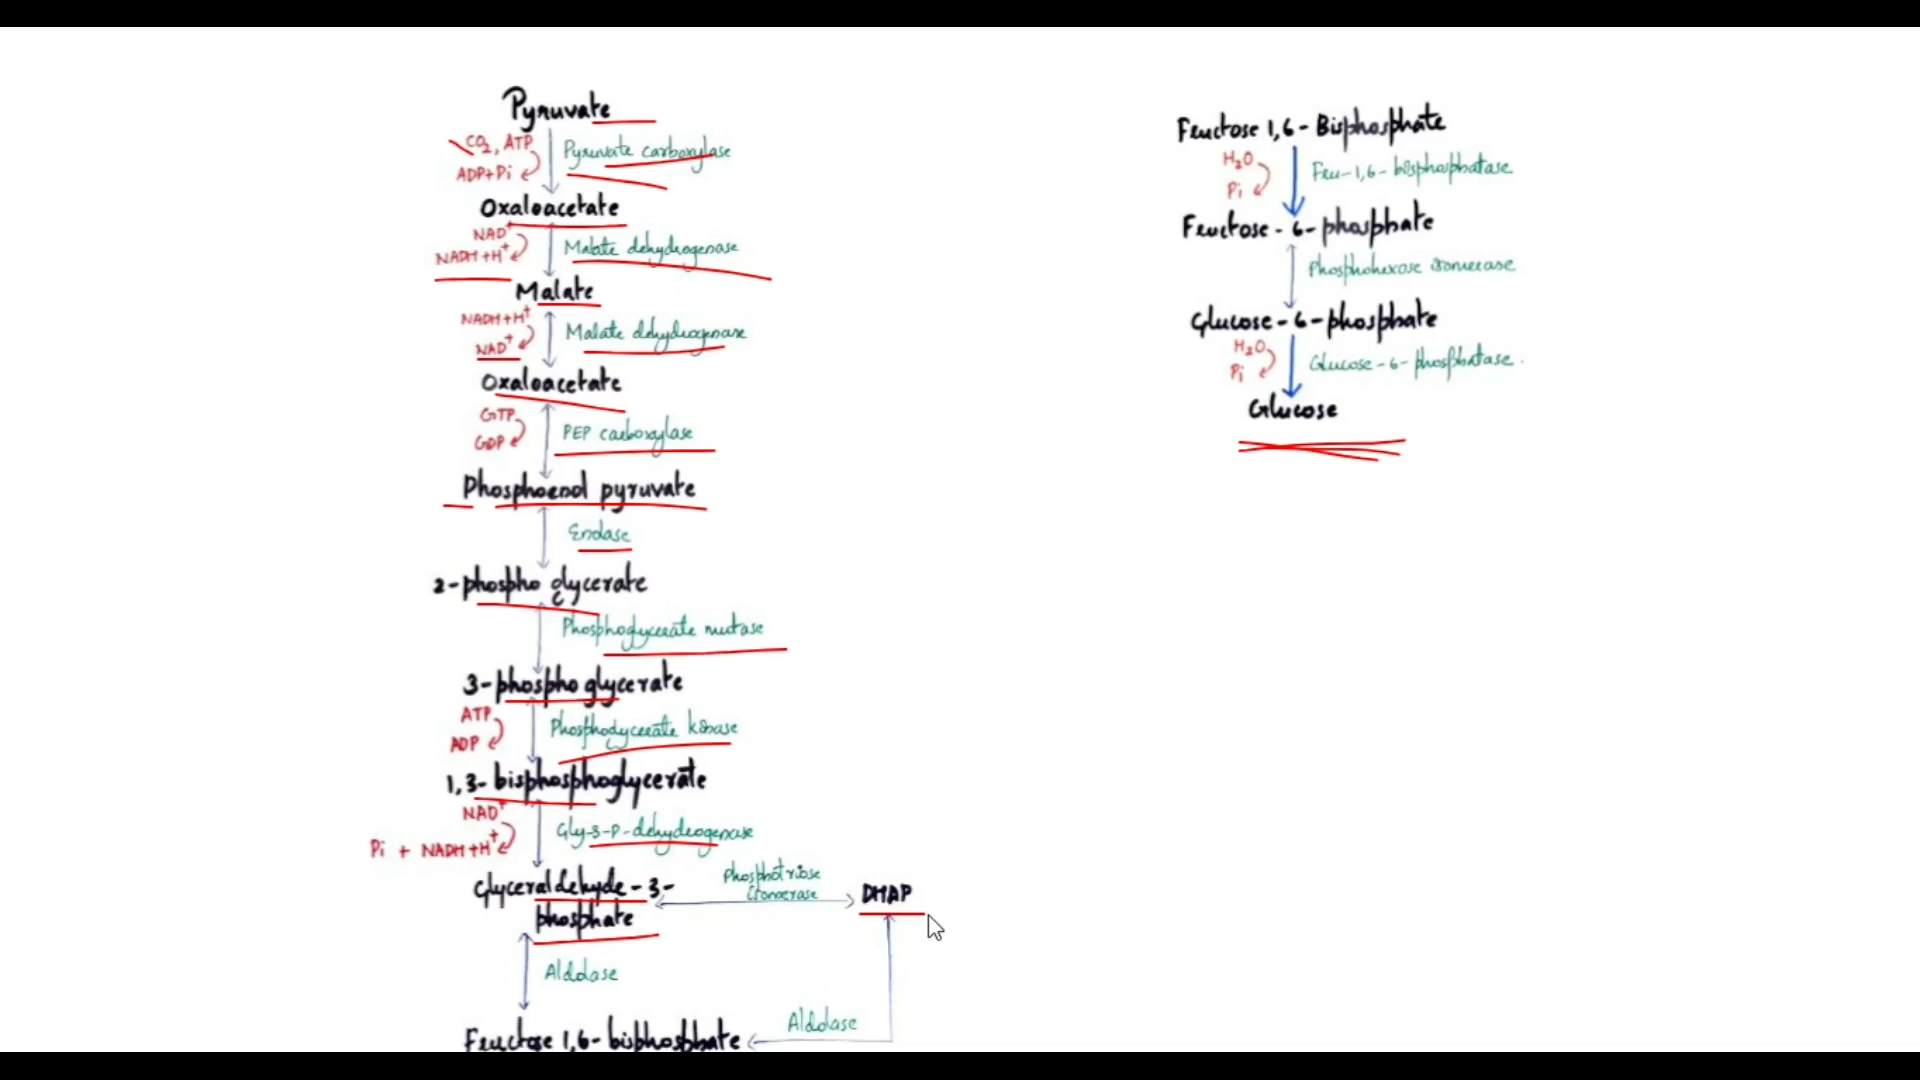 Pyruvate
CO2, ATP
Pyruvate carboxylase
ADP+Pi
Oxaloacetate
NAD+
Malate dehydrogenase
NADH+H+
Malate
NADH+H+
Malate dehydrogenase
NAD+
Oxaloacetate
GTP
PEP carboxylase
GDP
Phosphoenol pyruvate
Enolase
2-phospho glycerate
Phosphoglycerate mutase
3-phospho glycerate
ATP
Phosphoglycerate kinase
ADP
1,3-bisphosphoglycerate
NAD+
Gly-3-P-dehydrogenase
Pi + NADH+H+
Glyceraldehyde-3-
phosphate
Phosphotriose
isomerase
DHAP
Aldolase
Aldolase
Fructose 1,6-bisphosphate
Fructose 1,6-Bisphosphate
H2O
Fru-1,6-bisphosphatase
Pi
Fructose-6-phosphate
Phosphohexose isomerase
Glucose-6-phosphate
H2O
Glucose-6-phosphatase.
Pi
Glucose